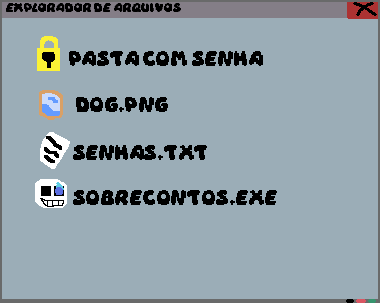 EXPLORADOR DE ARQUIVOS
PASTA COM SENHA
DOG.PNG
SENHAS.TXT
SOBRECONTOS.EXE